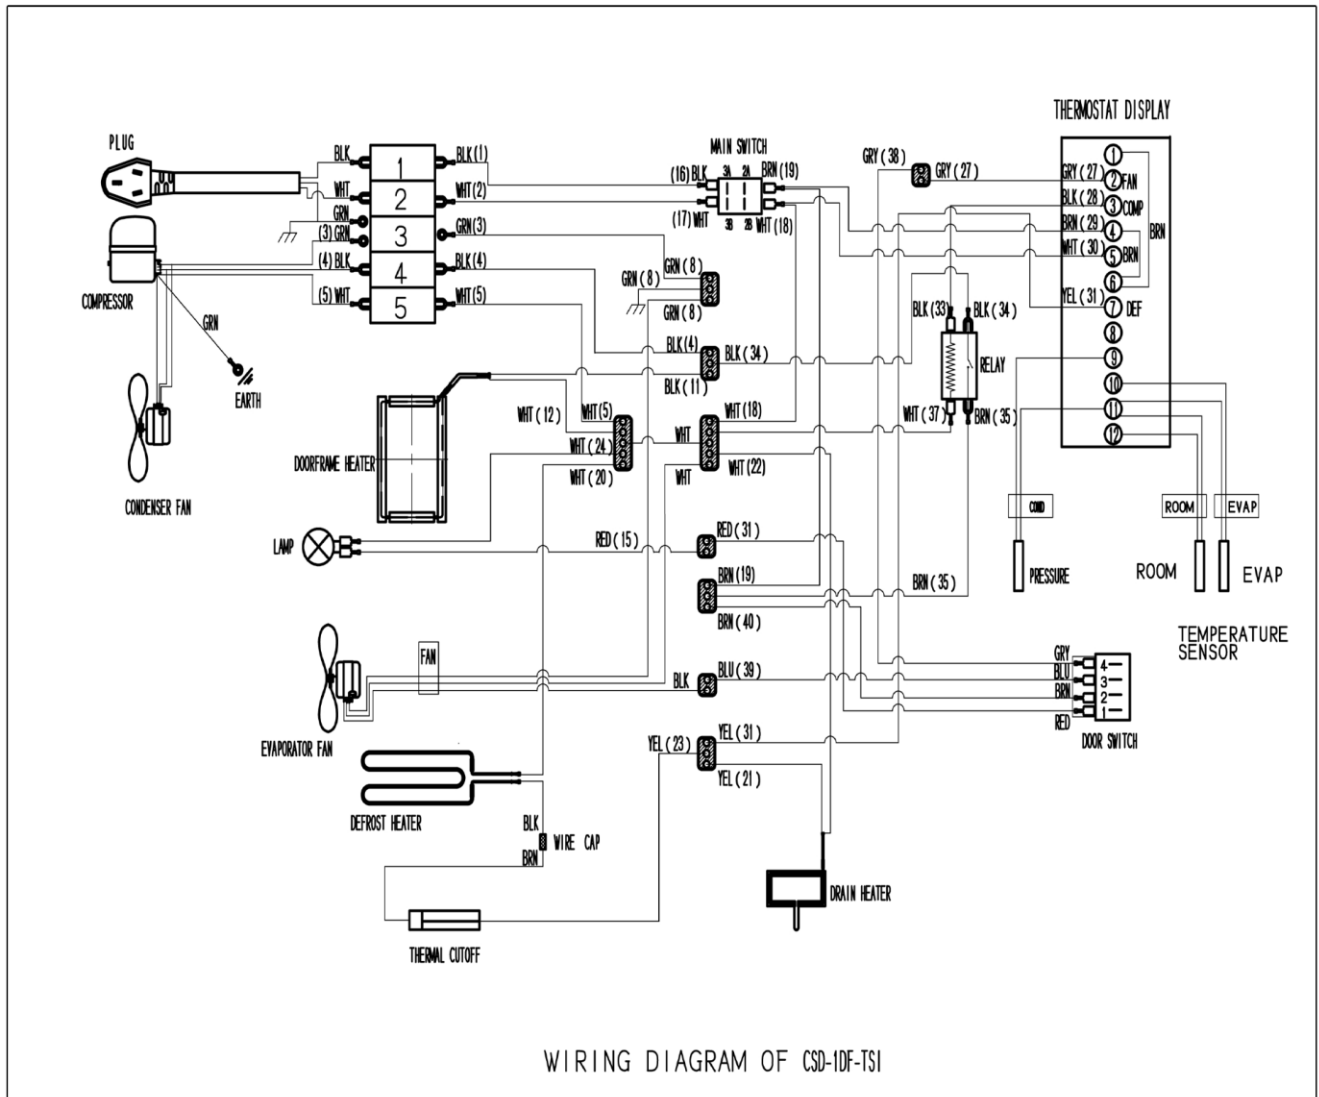 THERMOSTAT DISPLAY
PLUG
BLK
1
BLK(1)
MAIN SWITCH
GRY(38)
GRY(27)
(16)BLK
3A
2A
BRN(19)
1
GRY(27)
2
FAN
WHT
2
WHT(2)
BLK(28)
3
COMP
(17)WHT
3B
2B
WHT(18)
GRN
3
GRN(3)
BRN(29)
4
BRN
(3)GRN
WHT(30)
5
BRN
(4)BLK
4
BLK(4)
GRN(8)
GRN(8)
6
COMPRESSOR
(5)WHT
5
WHT(5)
YEL(31)
7
DEF
GRN(8)
BLK(33)
BLK(34)
GRN
8
BLK(4)
BLK(34)
RELAY
9
EARTH
BLK(11)
10
WHT(12)
WHT(5)
WHT(18)
WHT(37)
BRN(35)
11
WHT
12
WHT(24)
DOORFRAME HEATER
WHT(20)
WHT
WHT(22)
CONDENSER FAN
COND
ROOM
EVAP
LAMP
RED(15)
RED(31)
PRESSURE
ROOM
EVAP
BRN(19)
BRN(35)
BRN(40)
TEMPERATURE
SENSOR
FAN
BLK
BLU(39)
GRY
4
BLU
3
BRN
2
RED
1
DOOR SWITCH
EVAPORATOR FAN
YEL(23)
YEL(31)
YEL(21)
DEFROST HEATER
BLK
WIRE CAP
BRN
DRAIN HEATER
THERMAL CUTOFF
WIRING DIAGRAM OF CSD-1DF-TSI